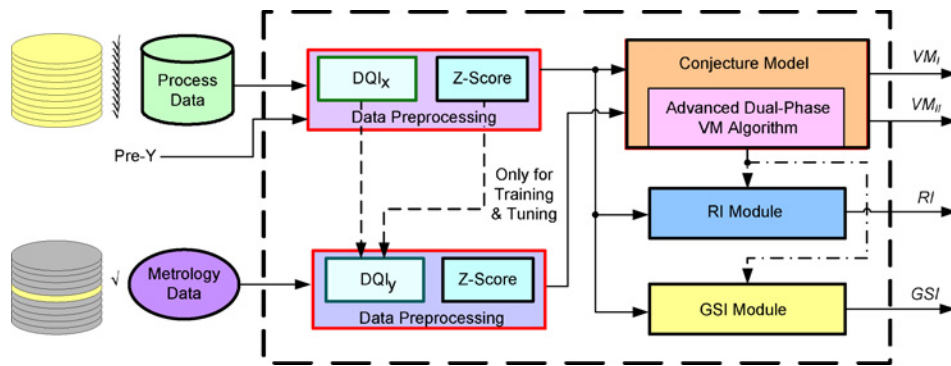 Process
Data
Pre-Y
DQIx
Z-Score
Data Preprocessing
Only for
Training
& Tuning
Conjecture Model
Advanced Dual-Phase
VM Algorithm
VMI
VMII
RI Module
RI
√
Metrology
Data
DQIy
Z-Score
Data Preprocessing
GSI Module
GSI